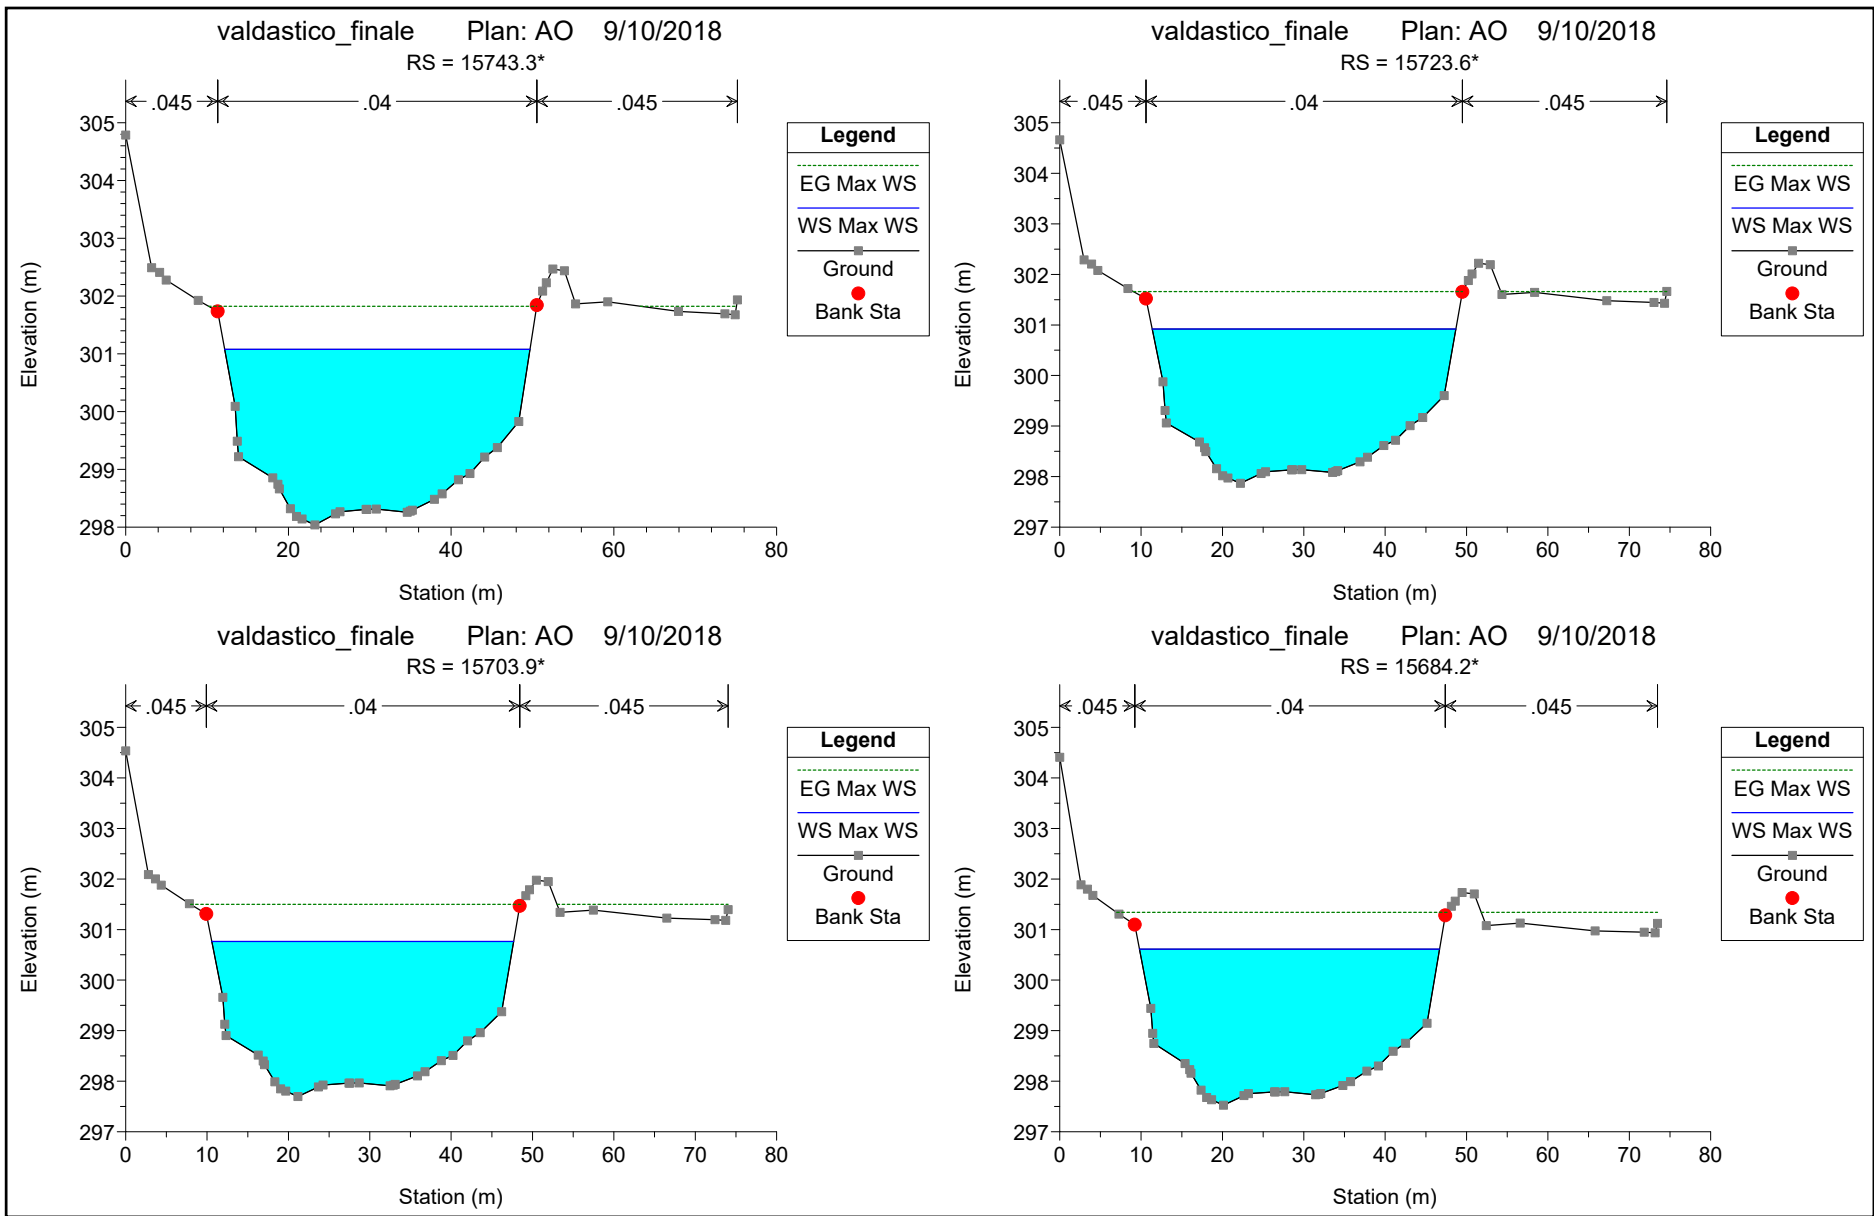 valdastico_finale Plan: AO 9/10/2018
RS = 15743.3*
.045 .04 .045
305
304
303
302
301
300
299
298
0 20 40 60 80
Station (m)
Elevation (m)
Legend
EG Max WS
WS Max WS
Ground
Bank Sta
valdastico_finale Plan: AO 9/10/2018
RS = 15723.6*
.045 .04 .045
305
304
303
302
301
300
299
298
297
0 10 20 30 40 50 60 70 80
Station (m)
Elevation (m)
Legend
EG Max WS
WS Max WS
Ground
Bank Sta
valdastico_finale Plan: AO 9/10/2018
RS = 15703.9*
.045 .04 .045
305
304
303
302
301
300
299
298
297
0 10 20 30 40 50 60 70 80
Station (m)
Elevation (m)
Legend
EG Max WS
WS Max WS
Ground
Bank Sta
valdastico_finale Plan: AO 9/10/2018
RS = 15684.2*
.045 .04 .045
305
304
303
302
301
300
299
298
297
0 10 20 30 40 50 60 70 80
Station (m)
Elevation (m)
Legend
EG Max WS
WS Max WS
Ground
Bank Sta